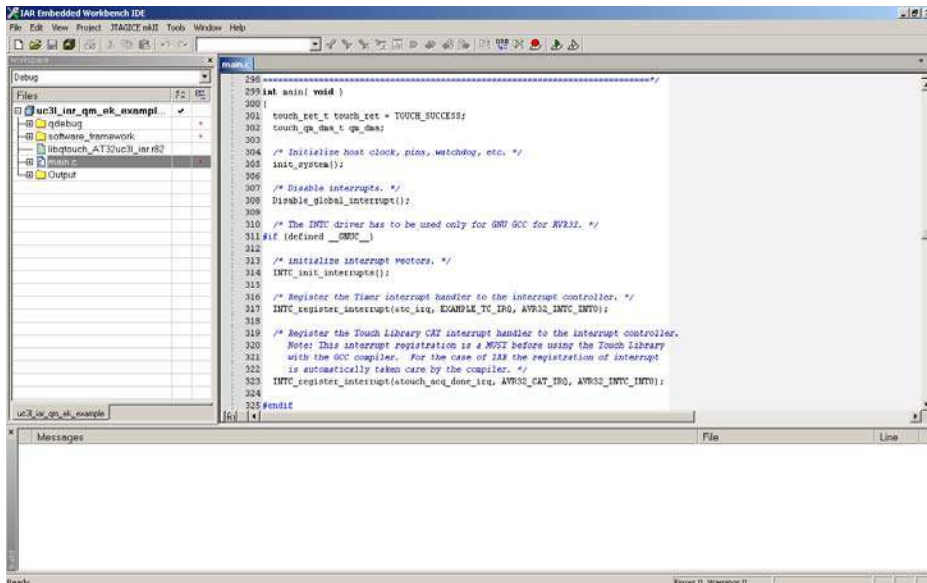 IAR Embedded Workbench IDE
File Edit View Project JTAGICE mkII Tools Window Help
Workspace
main.c
Debug
Files
uc3l_iar_qm_ek_exampl...
qdebug
software_framework
libqtouch_AT32uc3l_iar.r82
main.c
Output
uc3l_iar_qm_ek_example
298 ================================================================================*/
299 int main( void )
300 {
301 touch_ret_t touch_ret = TOUCH_SUCCESS;
302 touch_qm_dma_t qm_dma;
303
304 /* Initialize host clock, pins, watchdog, etc. */
305 init_system();
306
307 /* Disable interrupts. */
308 Disable_global_interrupt();
309
310 /* The INTC driver has to be used only for GNU GCC for AVR32. */
311 #if (defined __GNUC__)
312
313 /* initialize interrupt vectors. */
314 INTC_init_interrupts();
315
316 /* Register the Timer interrupt handler to the interrupt controller. */
317 INTC_register_interrupt(&tc_irq, EXAMPLE_TC_IRQ, AVR32_INTC_INT0);
318
319 /* Register the Touch Library CAT interrupt handler to the interrupt controller.
320 Note: This interrupt registration is a MUST before using the Touch Library
321 with the GCC compiler. For the case of IAR the registration of interrupt
322 is automatically taken care by the compiler. */
323 INTC_register_interrupt(&touch_acq_done_irq, AVR32_CAT_IRQ, AVR32_INTC_INT0);
324
325 #endif
Messages File Line
Build
Ready Errors 0, Warnings 0